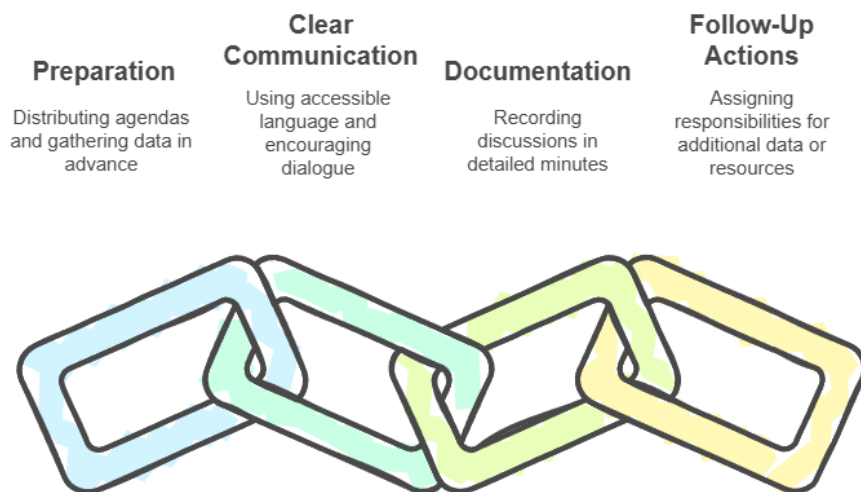 Preparation
Distributing agendas
and gathering data in
advance
Clear
Communication
Using accessible
language and
encouraging
dialogue
Documentation
Recording
discussions in
detailed minutes
Follow-Up
Actions
Assigning
responsibilities for
additional data or
resources